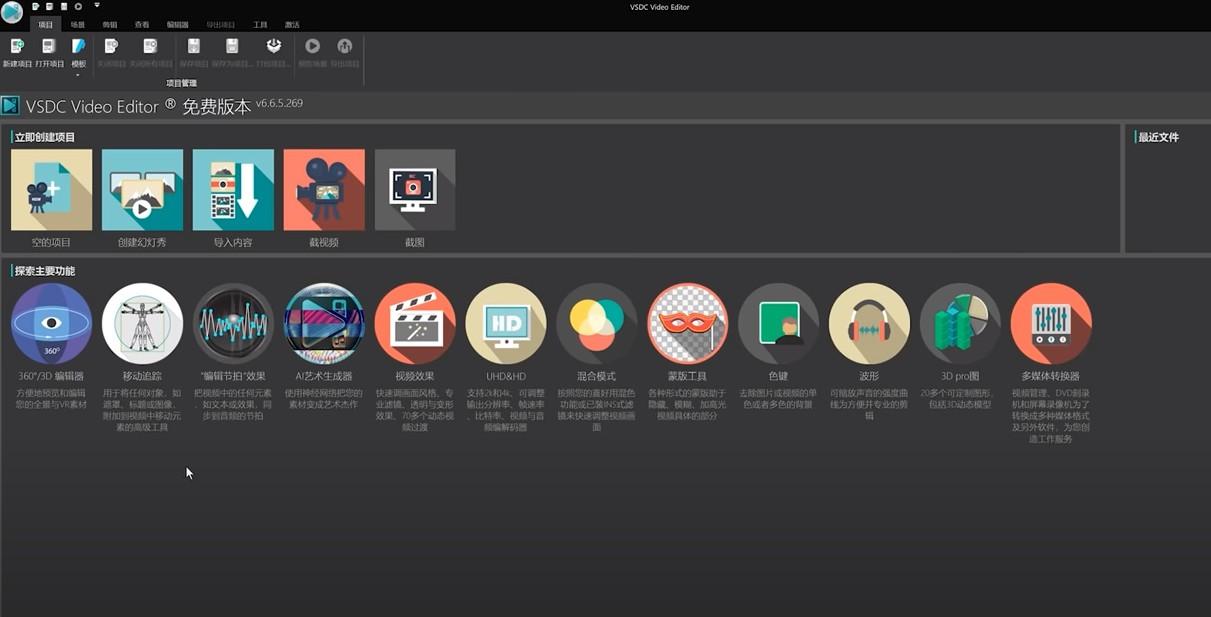 VSDC Video Editor
项目 场景 剪辑 查看 编辑器 导出项目 工具 激活
新建项目 打开项目 模板 关闭项目 关闭所有项目 保存项目 保存为项目... 打包项目... 预览场景 导出项目
项目管理
VSDC Video Editor ® 免费版本 v6.6.5.269
立即创建项目
最近文件
空的项目 创建幻灯秀 导入内容 截视频 截图
探索主要功能
360°
HD
360°/3D 编辑器
方便地预览和编辑
您的全景与VR素材
移动追踪
用于将任何对象, 如
遮罩、标题或图像,
附加到视频中移动元
素的高级工具
"编辑节拍"效果
把视频中的任何元素
如文本或效果, 同
步到音频的节拍
AI艺术生成器
使用神经网络把您的
素材变成艺术杰作
视频效果
快速调画面风格、专
业滤镜、透明与变形
效果、70多个动态视
频过渡
UHD&HD
支持2k和4k、可调整
输出分辨率、帧速率
、比特率、视频与音
频编解码器
混合模式
按照您的喜好用混色
功能或已装INS式滤
镜来快速调整视频画
面
蒙版工具
各种形式的蒙版助于
隐藏、模糊、加高光
视频具体的部分
色键
去除图片或视频的单
色或者多色的背景
波形
可缩放声音的强度曲
线为方便并专业的剪
辑
3D pro图
20多个可定制图形,
包括3D动态模型
多媒体转换器
视频管理、DVD刻录
机和屏幕录像机为了
转换成多种媒体格式
及另外软件, 为您创
造工作服务